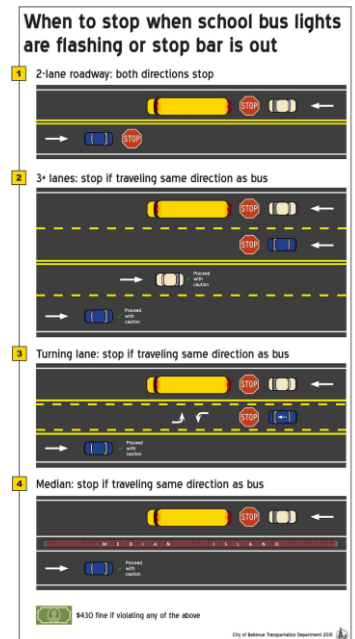 When to stop when school bus lights
are flashing or stop bar is out
1 2-lane roadway: both directions stop
STOP
STOP
2 3+ lanes: stop if traveling same direction as bus
STOP
STOP
Proceed
with
caution
Proceed
with
caution
3 Turning lane: stop if traveling same direction as bus
STOP
STOP
Proceed
with
caution
4 Median: stop if traveling same direction as bus
STOP
MEDIAN ISLAND
Proceed
with
caution
$430 fine if violating any of the above
City of Bellevue Transportation Department 2015